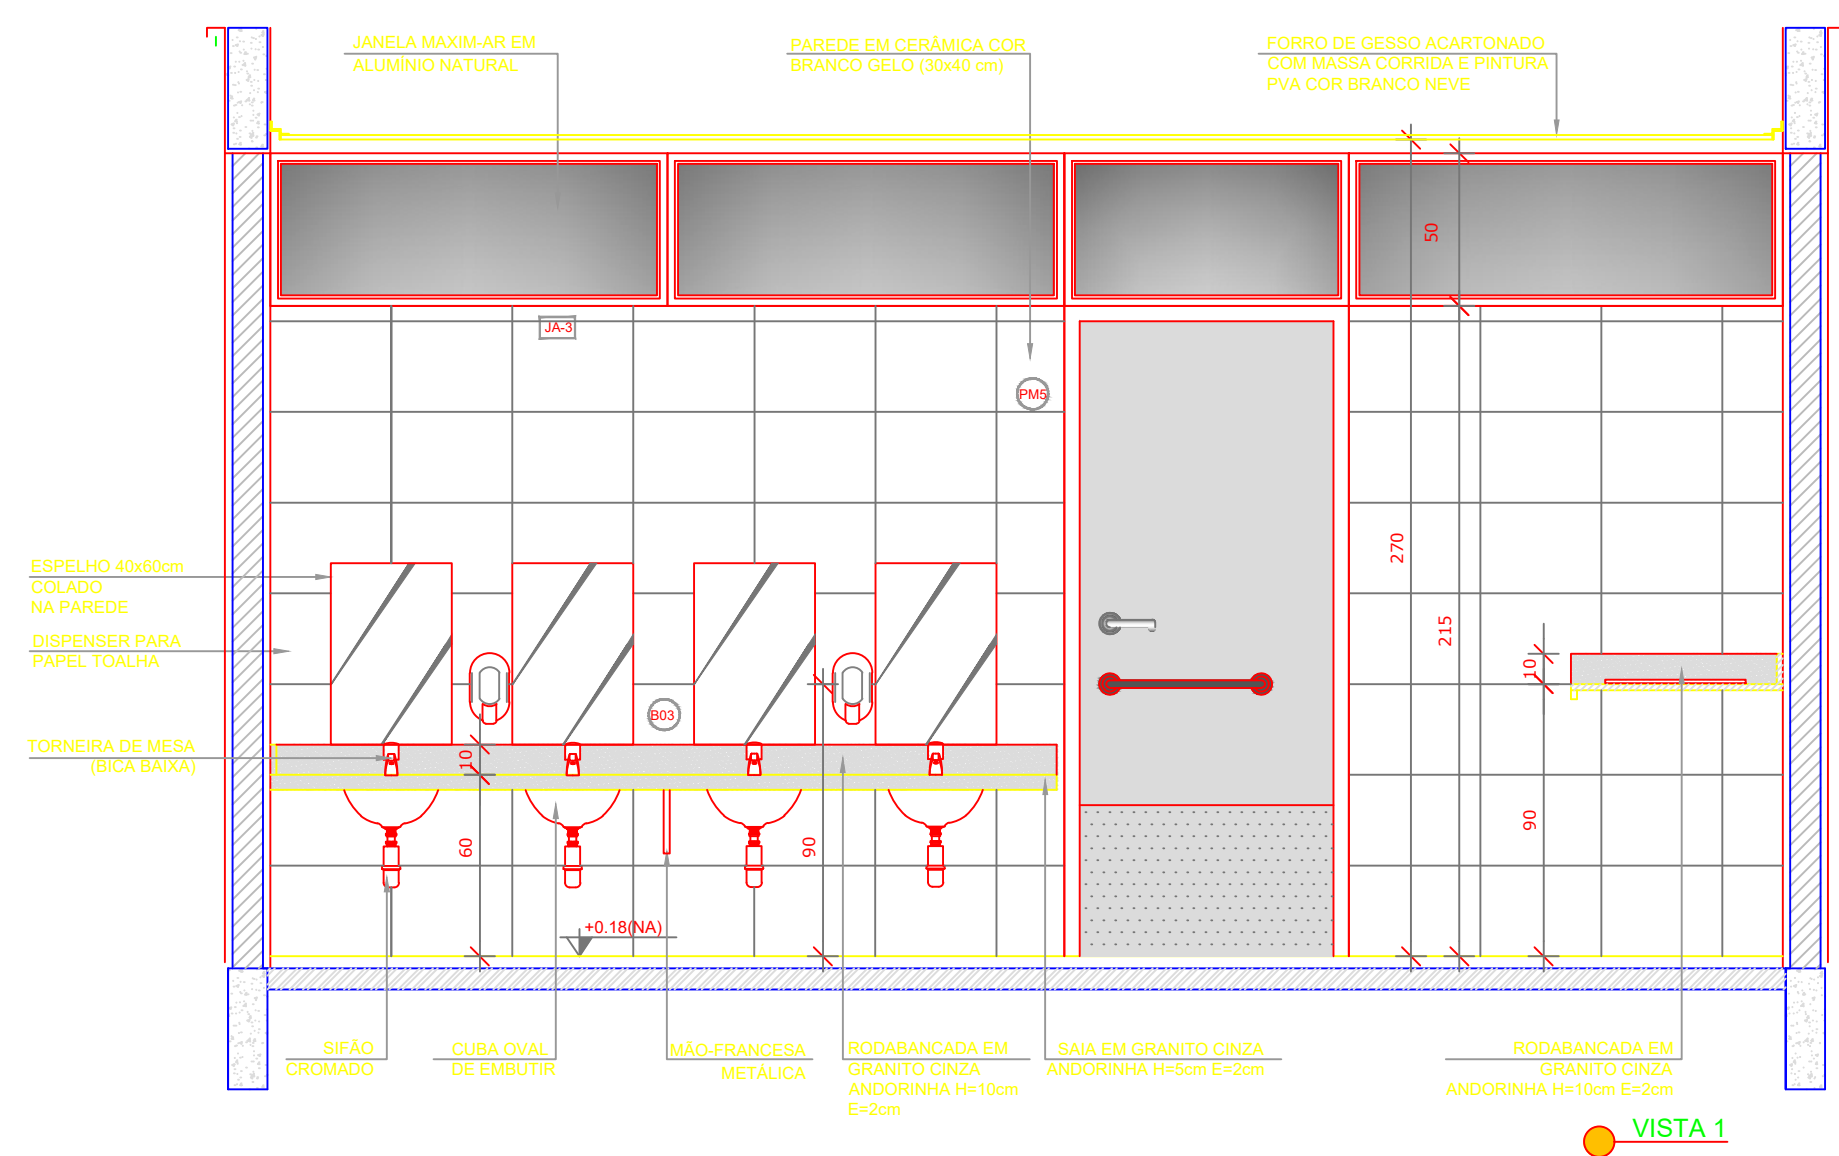 JANELA MAXIM-AR EM
ALUMÍNIO NATURAL
PAREDE EM CERÂMICA COR
BRANCO GELO (30x40 cm)
FORRO DE GESSO ACARTONADO
COM MASSA CORRIDA E PINTURA
PVA COR BRANCO NEVE
50
JA-3
PM5
270
215
ESPELHO 40x60cm
COLADO
NA PAREDE
DISPENSER PARA
PAPEL TOALHA
10
B03
TORNEIRA DE MESA
(BICA BAIXA)
10
60
90
90
+0.18(NA)
SIFÃO
CROMADO
CUBA OVAL
DE EMBUTIR
MÃO-FRANCESA
METÁLICA
RODABANCADA EM
GRANITO CINZA
ANDORINHA H=10cm
E=2cm
SAIA EM GRANITO CINZA
ANDORINHA H=5cm E=2cm
RODABANCADA EM
GRANITO CINZA
ANDORINHA H=10cm E=2cm
VISTA 1